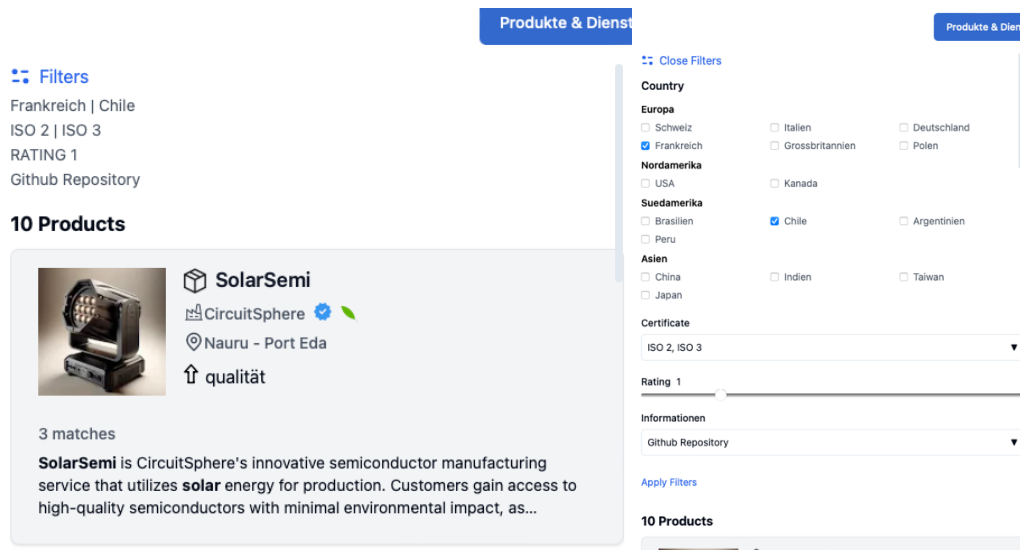 Produkte & Dienst
Filters
Frankreich | Chile
ISO 2 | ISO 3
RATING 1
Github Repository
10 Products
SolarSemi
CircuitSphere
Nauru - Port Eda
qualität
3 matches
SolarSemi is CircuitSphere's innovative semiconductor manufacturing
service that utilizes solar energy for production. Customers gain access to
high-quality semiconductors with minimal environmental impact, as...
Produkte & Dien
Close Filters
Country
Europa
Schweiz Italien Deutschland
Frankreich Grossbritannien Polen
Nordamerika
USA Kanada
Suedamerika
Brasilien Chile Argentinien
Peru
Asien
China Indien Taiwan
Japan
Certificate
ISO 2, ISO 3
Rating 1
Informationen
Github Repository
Apply Filters
10 Products